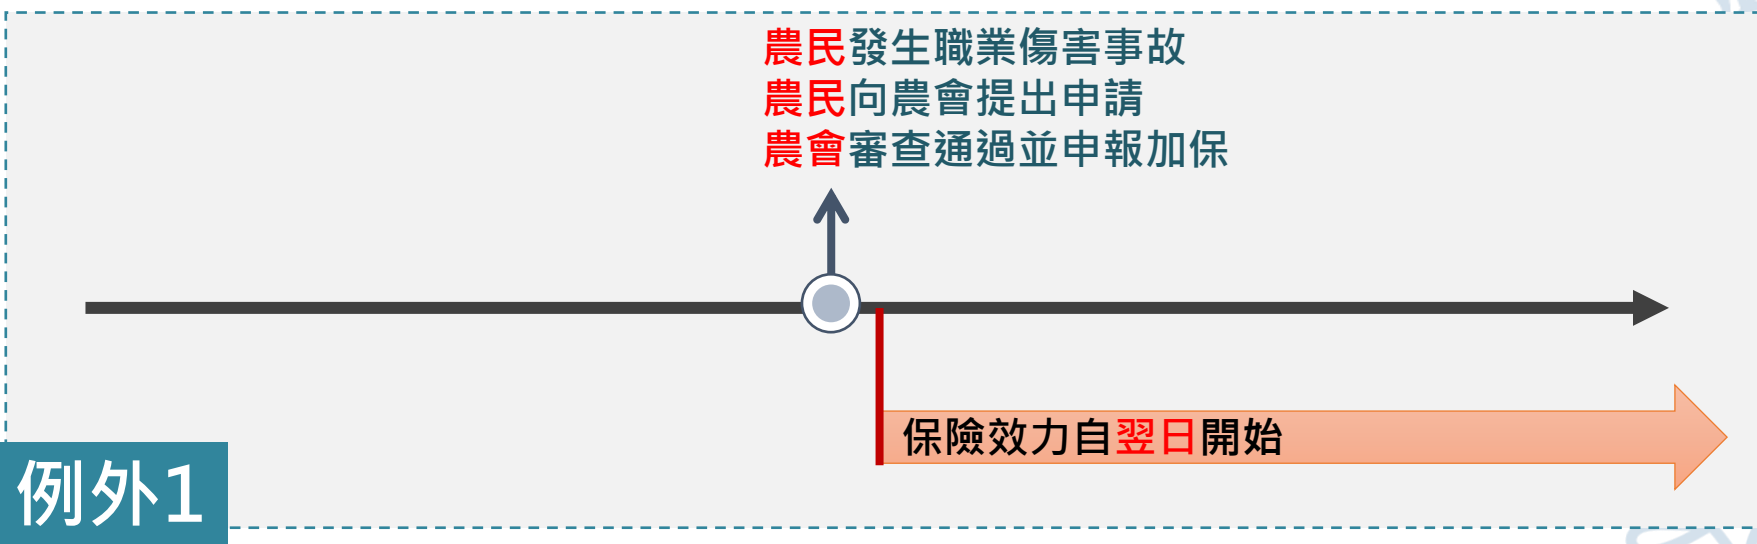 農民發生職業傷害事故
農民向農會提出申請
農會審查通過並申報加保
保險效力自翌日開始
例外1